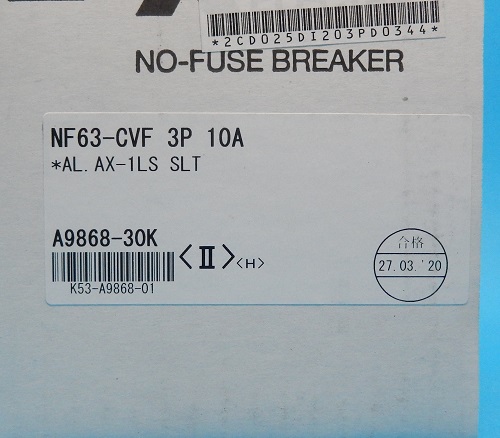 *2CD025DI203PD0344*
NO-FUSE BREAKER
NF63-CVF 3P 10A
*AL. AX-1LS SLT
A9868-30K
<Ⅱ><H>
K53-A9868-01
合格
27.03.'20